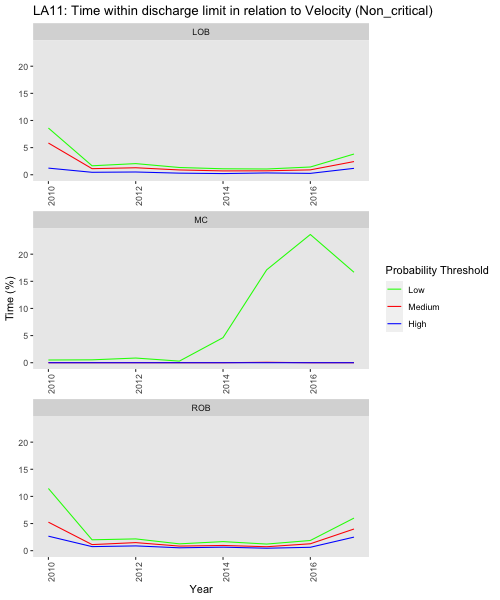 LA11: Time within discharge limit in relation to Velocity (Non_critical)
LOB
20
15
10
5
0
2010
2012
2014
2016
MC
20
15
10
5
0
2010
2012
2014
2016
ROB
20
15
10
5
0
2010
2012
2014
2016
Time (%)
Year
Probability Threshold
Low
Medium
High